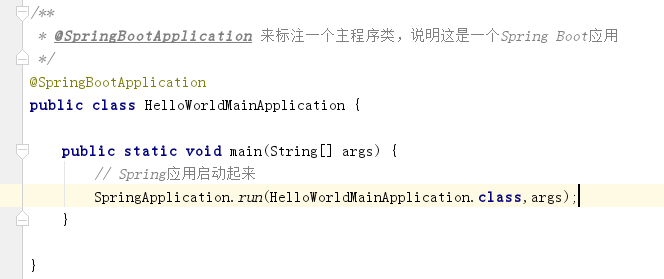 /**
 * @SpringBootApplication 来标注一个主程序类，说明这是一个Spring Boot应用
 */
@SpringBootApplication
public class HelloWorldMainApplication {
    public static void main(String[] args) {
        // Spring应用启动起来
        SpringApplication.run(HelloWorldMainApplication.class,args);
    }
}